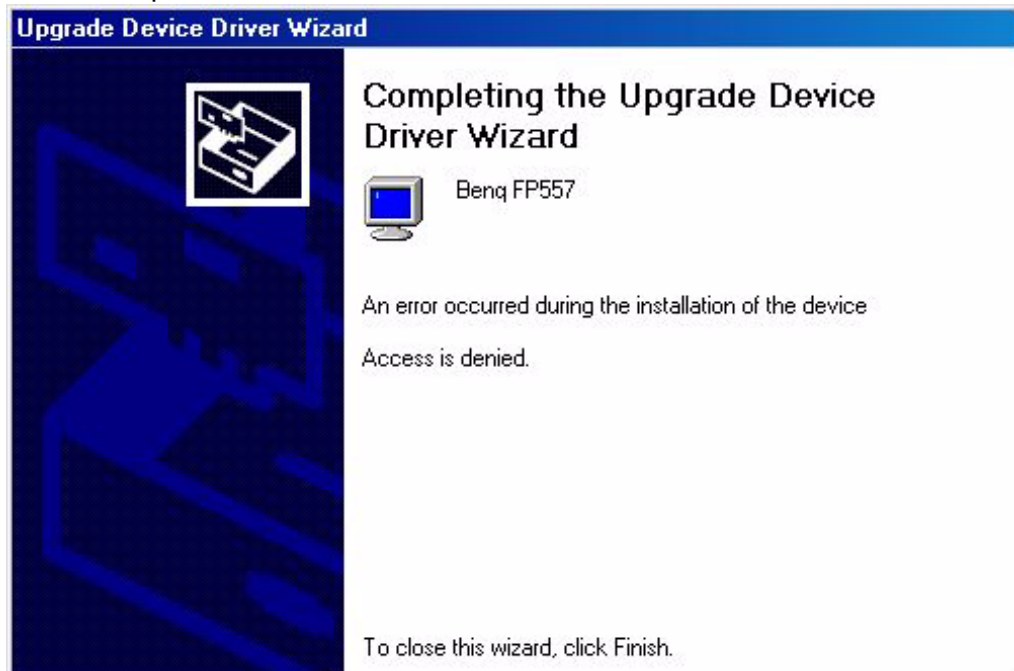 Upgrade Device Driver Wizard
Completing the Upgrade Device
Driver Wizard
Benq FP557
An error occurred during the installation of the device
Access is denied.
To close this wizard, click Finish.